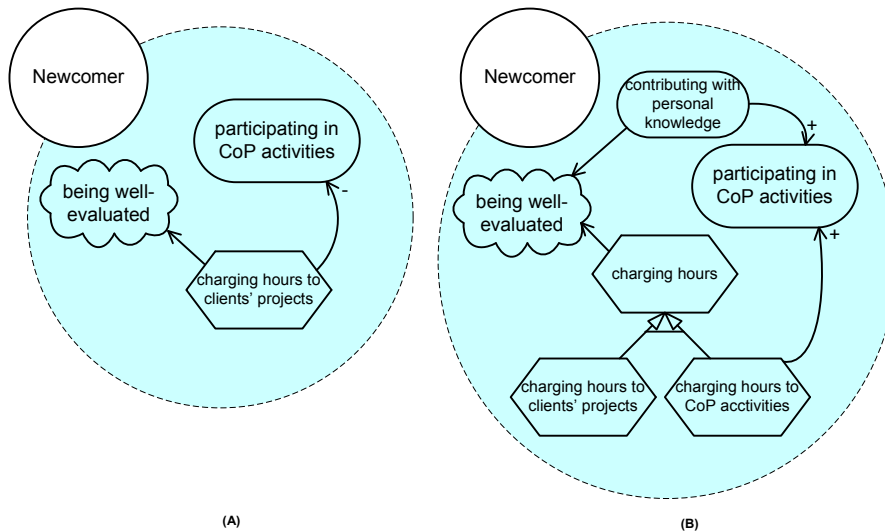 Newcomer
participating in
CoP activities
-
being well-
evaluated
charging hours to
clients' projects
(A)
Newcomer
contributing with
personal
knowledge
+
participating in
CoP activities
+
being well-
evaluated
charging hours
charging hours to
clients' projects
charging hours to
CoP acctivities
(B)